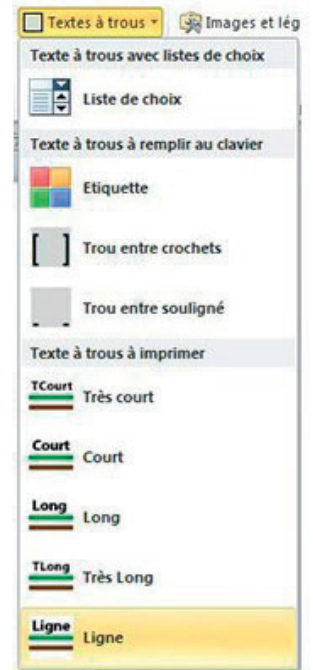 Textes à trous Images et lég
Texte à trous avec listes de choix
Liste de choix
Texte à trous à remplir au clavier
Etiquette
[ ] Trou entre crochets
Trou entre souligné
Texte à trous à imprimer
TCourt Très court
Court Court
Long Long
TLong Très Long
Ligne Ligne